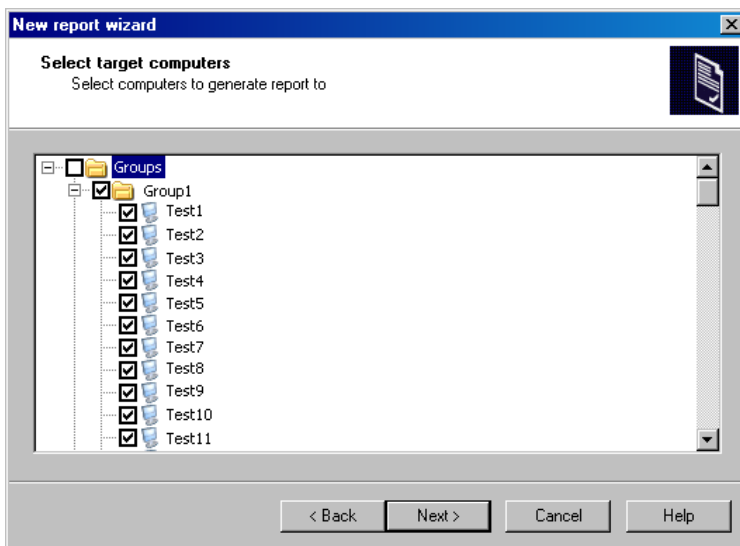 New report wizard
Select target computers
Select computers to generate report to
Groups
Group1
Test1
Test2
Test3
Test4
Test5
Test6
Test7
Test8
Test9
Test10
Test11
< Back Next > Cancel Help